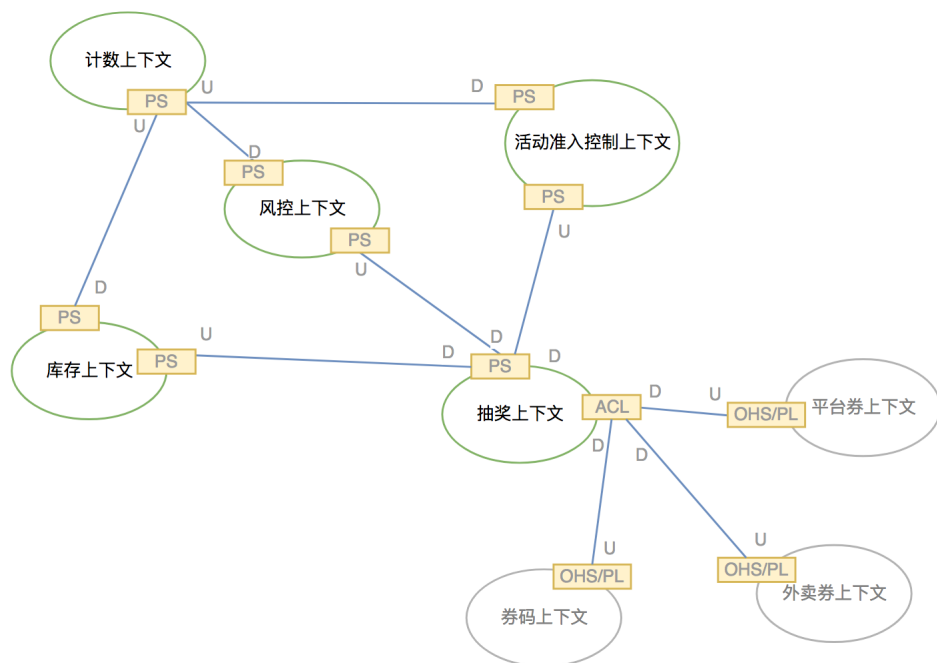 计数上下文
PS
U
U
D
PS
活动准入控制上下文
D
PS
风控上下文
PS
U
PS
U
D
PS
库存上下文
PS
U
D
D
D
PS
抽奖上下文
ACL
D
D
D
U
OHS/PL
平台券上下文
U
OHS/PL
外卖券上下文
U
OHS/PL
券码上下文